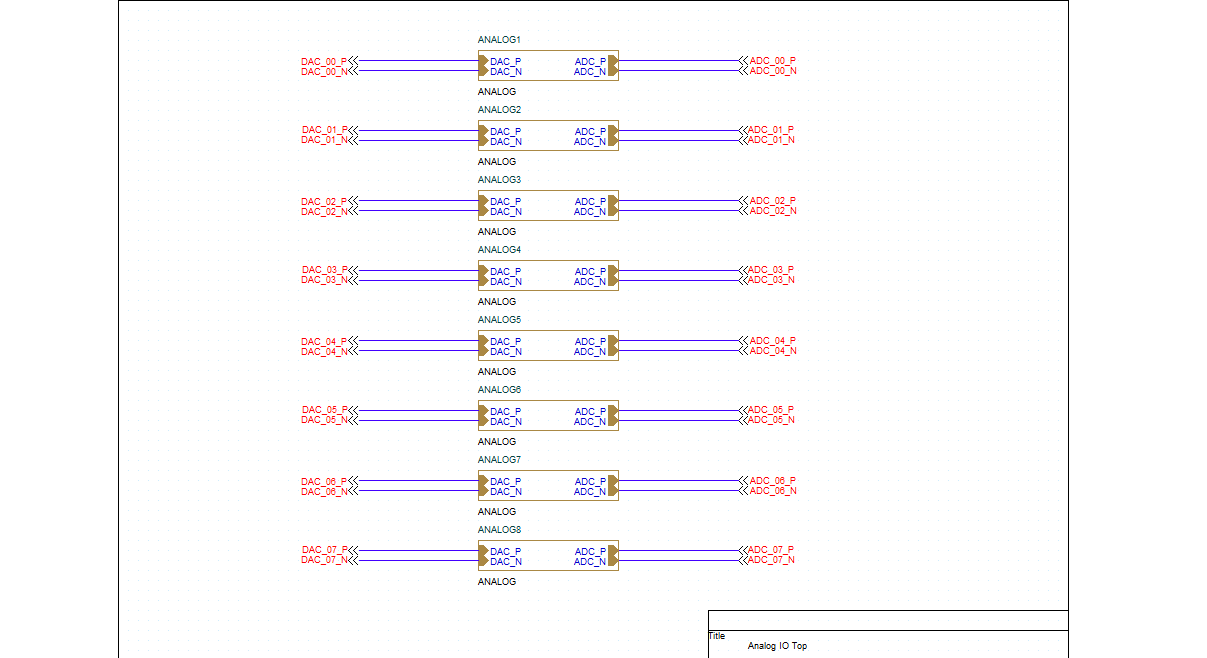 ANALOG1
DAC_00_P DAC_P ADC_P ADC_00_P
DAC_00_N DAC_N ADC_N ADC_00_N
ANALOG
ANALOG2
DAC_01_P DAC_P ADC_P ADC_01_P
DAC_01_N DAC_N ADC_N ADC_01_N
ANALOG
ANALOG3
DAC_02_P DAC_P ADC_P ADC_02_P
DAC_02_N DAC_N ADC_N ADC_02_N
ANALOG
ANALOG4
DAC_03_P DAC_P ADC_P ADC_03_P
DAC_03_N DAC_N ADC_N ADC_03_N
ANALOG
ANALOG5
DAC_04_P DAC_P ADC_P ADC_04_P
DAC_04_N DAC_N ADC_N ADC_04_N
ANALOG
ANALOG6
DAC_05_P DAC_P ADC_P ADC_05_P
DAC_05_N DAC_N ADC_N ADC_05_N
ANALOG
ANALOG7
DAC_06_P DAC_P ADC_P ADC_06_P
DAC_06_N DAC_N ADC_N ADC_06_N
ANALOG
ANALOG8
DAC_07_P DAC_P ADC_P ADC_07_P
DAC_07_N DAC_N ADC_N ADC_07_N
ANALOG
Title
Analog IO Top